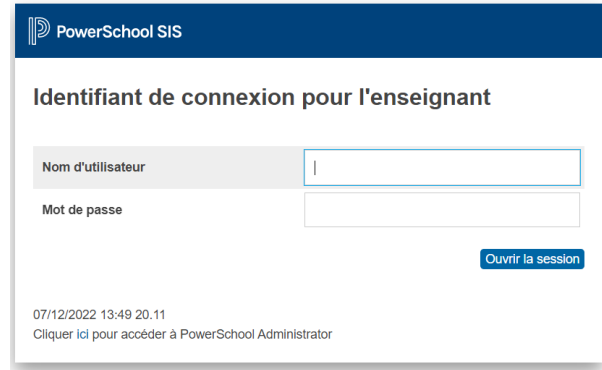 PowerSchool SIS
Identifiant de connexion pour l'enseignant
Nom d'utilisateur
Mot de passe
Ouvrir la session
07/12/2022 13:49 20.11
Cliquer ici pour accéder à PowerSchool Administrator